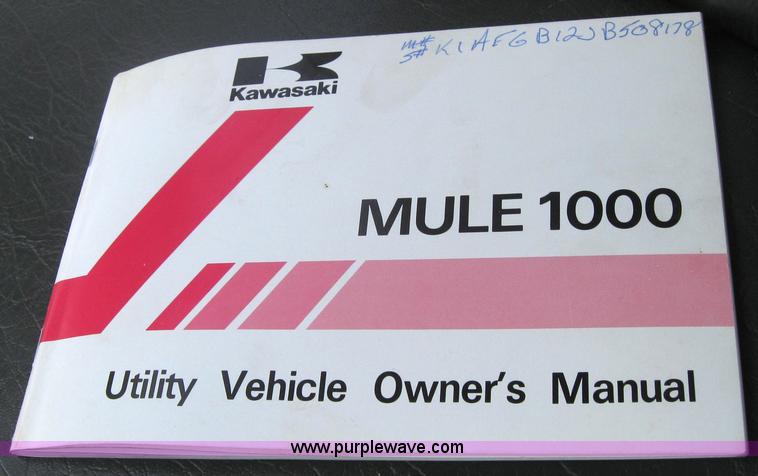 M#
S# K1AFGB12JB508178
Kawasaki
MULE 1000
Utility Vehicle Owner's Manual
www.purplewave.com